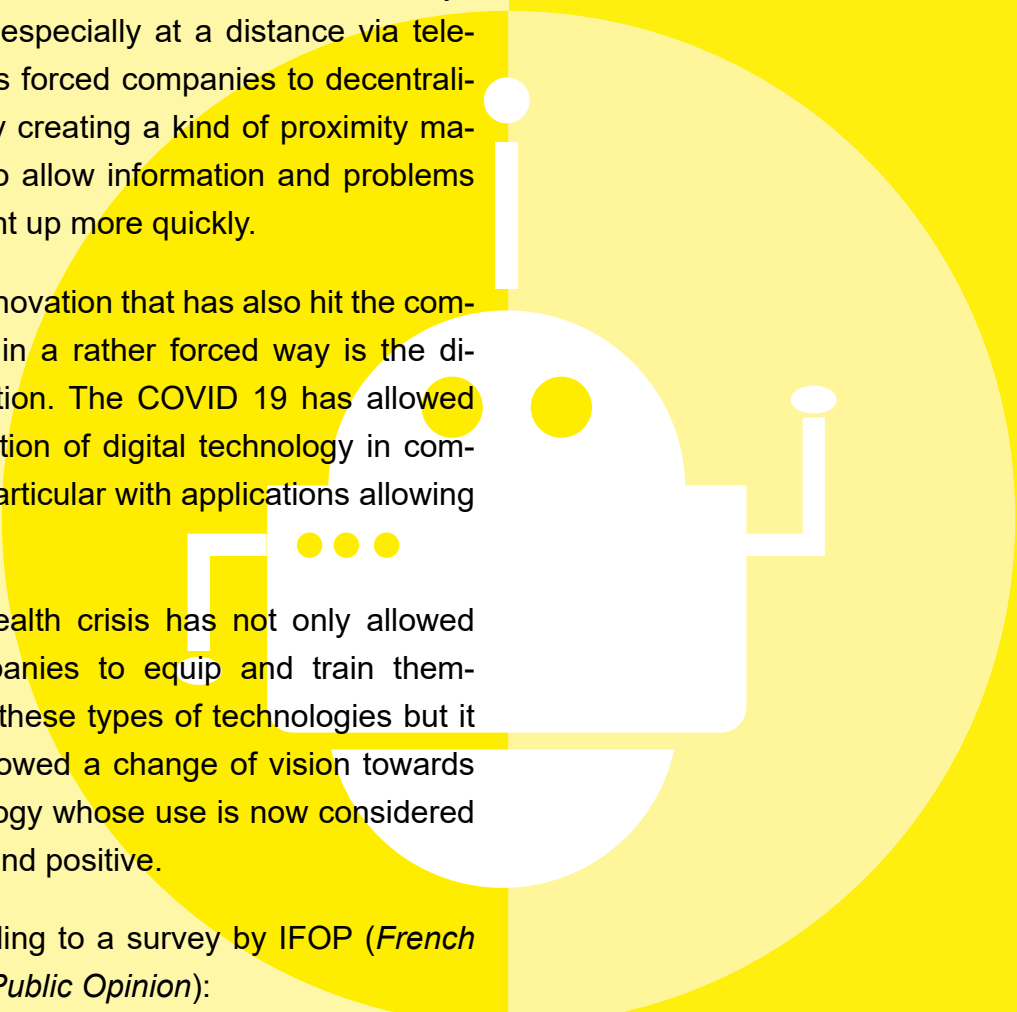 especially at a distance via tele-
s forced companies to decentrali-
creating a kind of proximity ma-
allow information and problems
nt up more quickly.
novation that has also hit the com-
in a rather forced way is the di-
tion. The COVID 19 has allowed
tion of digital technology in com-
articular with applications allowing
ealth crisis has not only allowed
panies to equip and train them-
these types of technologies but it
owed a change of vision towards
ogy whose use is now considered
nd positive.
ding to a survey by IFOP (French
Public Opinion):